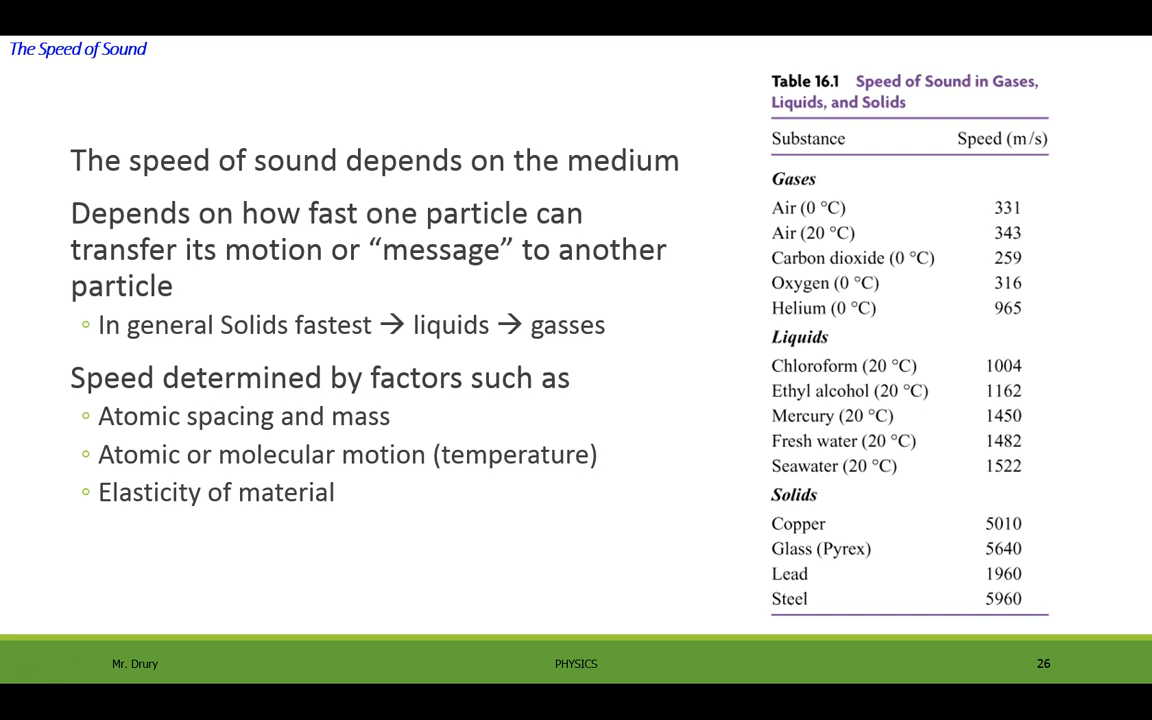 The Speed of Sound
The speed of sound depends on the medium
Depends on how fast one particle can
transfer its motion or “message” to another
particle
◦ In general Solids fastest → liquids → gasses
Speed determined by factors such as
◦ Atomic spacing and mass
◦ Atomic or molecular motion (temperature)
◦ Elasticity of material
Table 16.1 Speed of Sound in Gases,
Liquids, and Solids
Substance Speed (m/s)
Gases
Air (0 °C) 331
Air (20 °C) 343
Carbon dioxide (0 °C) 259
Oxygen (0 °C) 316
Helium (0 °C) 965
Liquids
Chloroform (20 °C) 1004
Ethyl alcohol (20 °C) 1162
Mercury (20 °C) 1450
Fresh water (20 °C) 1482
Seawater (20 °C) 1522
Solids
Copper 5010
Glass (Pyrex) 5640
Lead 1960
Steel 5960
Mr. Drury PHYSICS 26